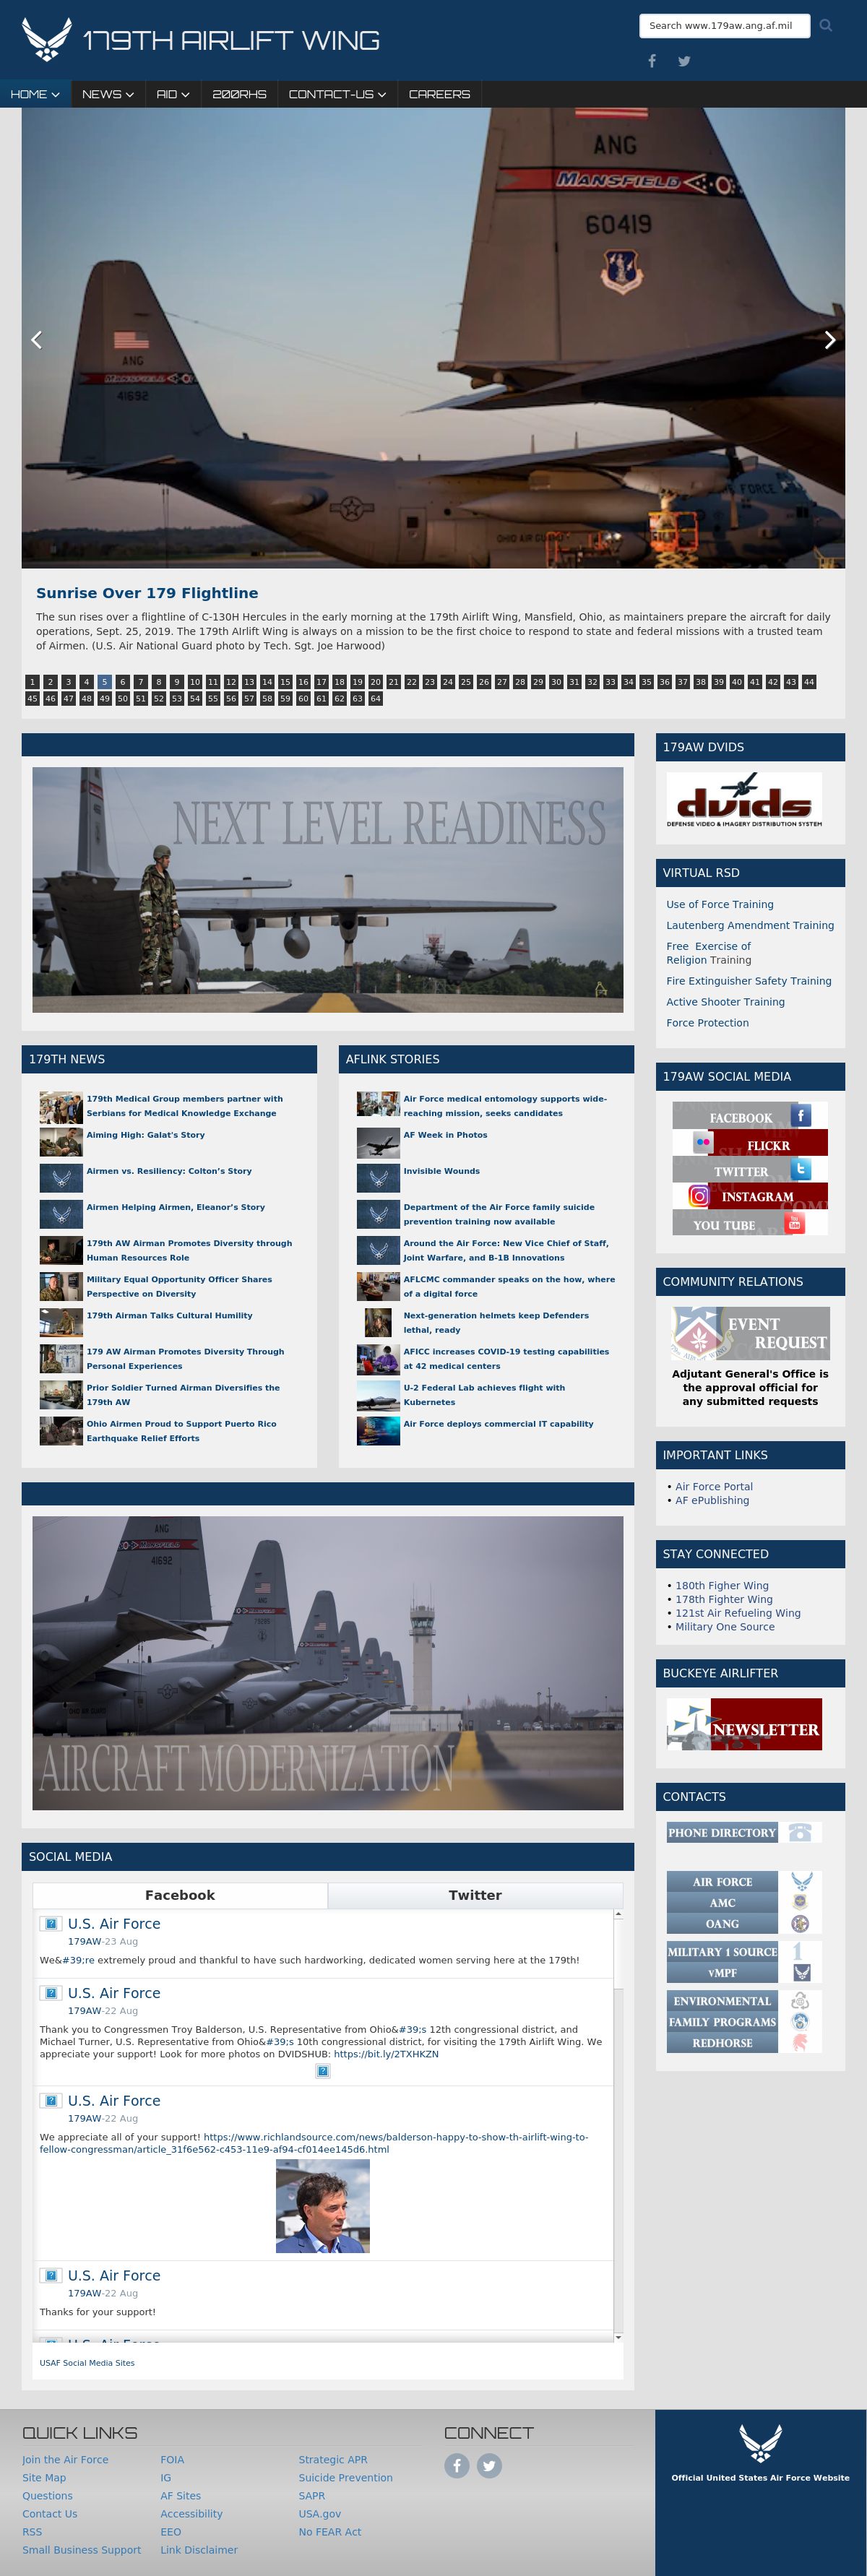 179TH AIRLIFT WING
Search www.179aw.ang.af.mil
HOME NEWS AID 200RHS CONTACT-US CAREERS
ANG
MANSFIELD
60419
ANG
MANSFIELD
41692
OHIO AIR GUARD
Sunrise Over 179 Flightline
The sun rises over a flightline of C-130H Hercules in the early morning at the 179th Airlift Wing, Mansfield, Ohio, as maintainers prepare the aircraft for daily
operations, Sept. 25, 2019. The 179th Alrlift Wing is always on a mission to be the first choice to respond to state and federal missions with a trusted team
of Airmen. (U.S. Air National Guard photo by Tech. Sgt. Joe Harwood)
1 2 3 4 5 6 7 8 9 10 11 12 13 14 15 16 17 18 19 20 21 22 23 24 25 26 27 28 29 30 31 32 33 34 35 36 37 38 39 40 41 42 43 44
45 46 47 48 49 50 51 52 53 54 55 56 57 58 59 60 61 62 63 64
NEXT LEVEL READINESS
179TH NEWS
179th Medical Group members partner with
Serbians for Medical Knowledge Exchange
Aiming High: Galat's Story
Airmen vs. Resiliency: Colton’s Story
Airmen Helping Airmen, Eleanor’s Story
179th AW Airman Promotes Diversity through
Human Resources Role
Military Equal Opportunity Officer Shares
Perspective on Diversity
179th Airman Talks Cultural Humility
179 AW Airman Promotes Diversity Through
Personal Experiences
Prior Soldier Turned Airman Diversifies the
179th AW
Ohio Airmen Proud to Support Puerto Rico
Earthquake Relief Efforts
AFLINK STORIES
Air Force medical entomology supports wide-
reaching mission, seeks candidates
AF Week in Photos
Invisible Wounds
Department of the Air Force family suicide
prevention training now available
Around the Air Force: New Vice Chief of Staff,
Joint Warfare, and B-1B Innovations
AFLCMC commander speaks on the how, where
of a digital force
Next-generation helmets keep Defenders
lethal, ready
AFICC increases COVID-19 testing capabilities
at 42 medical centers
U-2 Federal Lab achieves flight with
Kubernetes
Air Force deploys commercial IT capability
ANG
MANSFIELD
41692
AIRCRAFT MODERNIZATION
SOCIAL MEDIA
Facebook Twitter
U.S. Air Force
179AW-23 Aug
We&#39;re extremely proud and thankful to have such hardworking, dedicated women serving here at the 179th!
U.S. Air Force
179AW-22 Aug
Thank you to Congressmen Troy Balderson, U.S. Representative from Ohio&#39;s 12th congressional district, and
Michael Turner, U.S. Representative from Ohio&#39;s 10th congressional district, for visiting the 179th Airlift Wing. We
appreciate your support! Look for more photos on DVIDSHUB: https://bit.ly/2TXHKZN
U.S. Air Force
179AW-22 Aug
We appreciate all of your support! https://www.richlandsource.com/news/balderson-happy-to-show-th-airlift-wing-to-
fellow-congressman/article_31f6e562-c453-11e9-af94-cf014ee145d6.html
U.S. Air Force
179AW-22 Aug
Thanks for your support!
U.S. Air Force
USAF Social Media Sites
179AW DVIDS
dvids
DEFENSE VIDEO & IMAGERY DISTRIBUTION SYSTEM
VIRTUAL RSD
Use of Force Training
Lautenberg Amendment Training
Free Exercise of
Religion Training
Fire Extinguisher Safety Training
Active Shooter Training
Force Protection
179AW SOCIAL MEDIA
FACEBOOK
FLICKR
TWITTER
INSTAGRAM
YOU TUBE
COMMUNITY RELATIONS
EVENT
REQUEST
Adjutant General's Office is
the approval official for
any submitted requests
IMPORTANT LINKS
• Air Force Portal
• AF ePublishing
STAY CONNECTED
• 180th Figher Wing
• 178th Fighter Wing
• 121st Air Refueling Wing
• Military One Source
BUCKEYE AIRLIFTER
NEWSLETTER
CONTACTS
PHONE DIRECTORY
AIR FORCE
AMC
OANG
MILITARY 1 SOURCE
vMPF
ENVIRONMENTAL
FAMILY PROGRAMS
REDHORSE
QUICK LINKS
Join the Air Force
Site Map
Questions
Contact Us
RSS
Small Business Support
FOIA
IG
AF Sites
Accessibility
EEO
Link Disclaimer
Strategic APR
Suicide Prevention
SAPR
USA.gov
No FEAR Act
CONNECT
Official United States Air Force Website